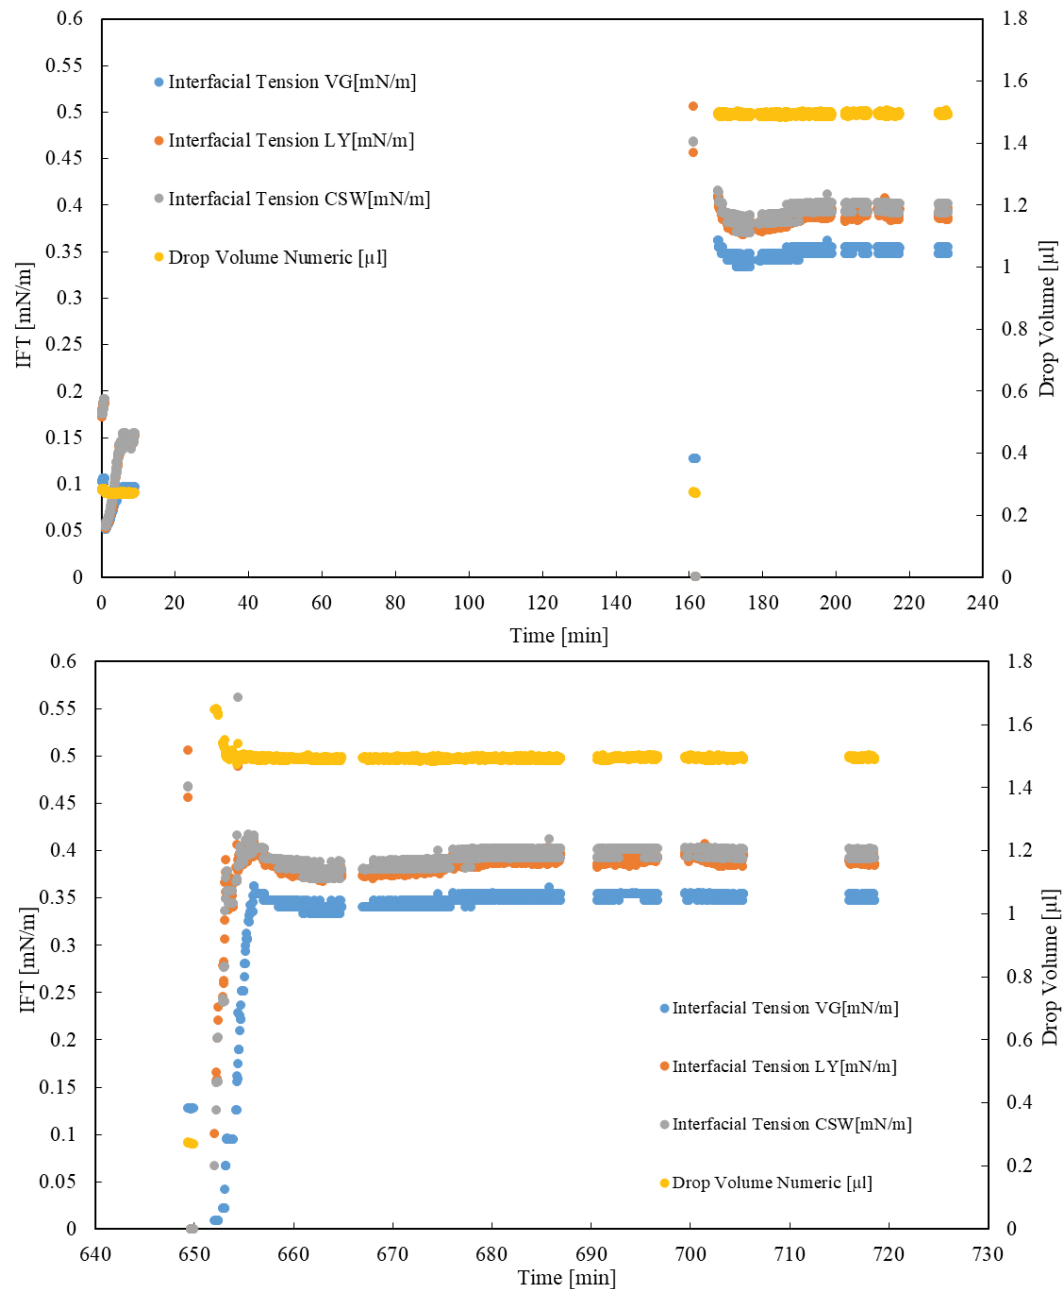 0.6
0.55
0.5
0.45
0.4
0.35
0.3
0.25
0.2
0.15
0.1
0.05
0
IFT [mN/m]
Interfacial Tension VG[mN/m]
Interfacial Tension LY[mN/m]
Interfacial Tension CSW[mN/m]
Drop Volume Numeric [µl]
1.8
1.6
1.4
1.2
1
0.8
0.6
0.4
0.2
0
Drop Volume [µl]
0 20 40 60 80 100 120 140 160 180 200 220 240
Time [min]
0.6
0.55
0.5
0.45
0.4
0.35
0.3
0.25
0.2
0.15
0.1
0.05
0
IFT [mN/m]
Interfacial Tension VG[mN/m]
Interfacial Tension LY[mN/m]
Interfacial Tension CSW[mN/m]
Drop Volume Numeric [µl]
1.8
1.6
1.4
1.2
1
0.8
0.6
0.4
0.2
0
Drop Volume [µl]
640 650 660 670 680 690 700 710 720 730
Time [min]